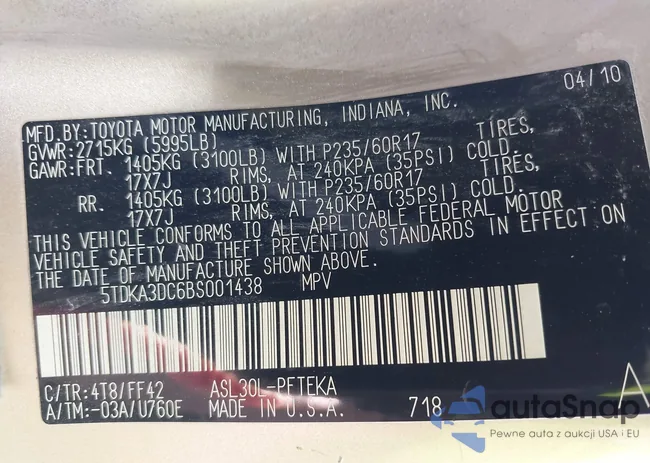 04/10
MFD.BY:TOYOTA MOTOR MANUFACTURING, INDIANA, INC.
GVWR:2715KG (5995LB)
GAWR:FRT. 1405KG (3100LB) WITH P235/60R17 TIRES,
17X7J RIMS, AT 240KPA (35PSI) COLD.
RR. 1405KG (3100LB) WITH P235/60R17 TIRES,
17X7J RIMS, AT 240KPA (35PSI) COLD.
THIS VEHICLE CONFORMS TO ALL APPLICABLE FEDERAL MOTOR
VEHICLE SAFETY AND THEFT PREVENTION STANDARDS IN EFFECT ON
THE DATE OF MANUFACTURE SHOWN ABOVE.
5TDKA3DC6BS001438 MPV
C/TR:4T8/FF42 ASL30L-PFTEKA
A/TM:-03A/U760E MADE IN U.S.A. 718
A
autoSnap
Pewne auta z aukcji USA i EU